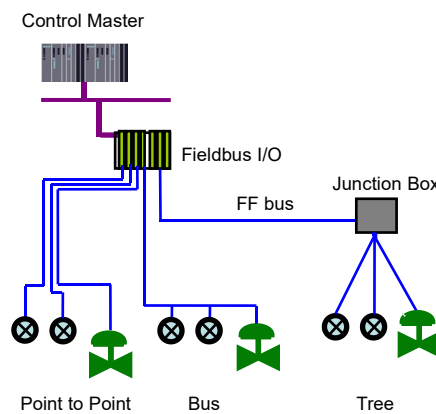 Control Master
Fieldbus I/O
Junction Box
FF bus
Point to Point
Bus
Tree